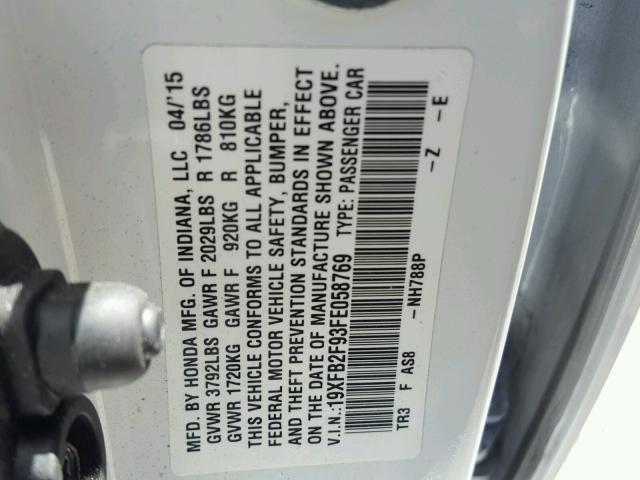 MFD. BY HONDA MFG. OF INDIANA, LLC 04/'15
GVWR 3792LBS GAWR F 2029LBS R 1786LBS
GVWR 1720KG GAWR F 920KG R 810KG
THIS VEHICLE CONFORMS TO ALL APPLICABLE
FEDERAL MOTOR VEHICLE SAFETY, BUMPER,
AND THEFT PREVENTION STANDARDS IN EFFECT
ON THE DATE OF MANUFACTURE SHOWN ABOVE.
V.I.N.:19XFB2F93FE058769 TYPE: PASSENGER CAR
-NH788P -Z -E
TR3 F AS8